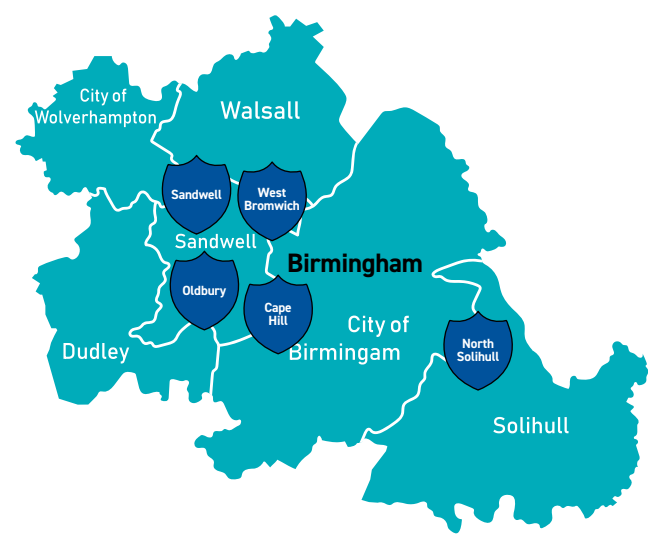 City of
Wolverhampton
Walsall
Sandwell
West
Bromwich
Sandwell
Birmingham
Oldbury
Cape
Hill
City of
Birmingam
North
Solihull
Dudley
Solihull